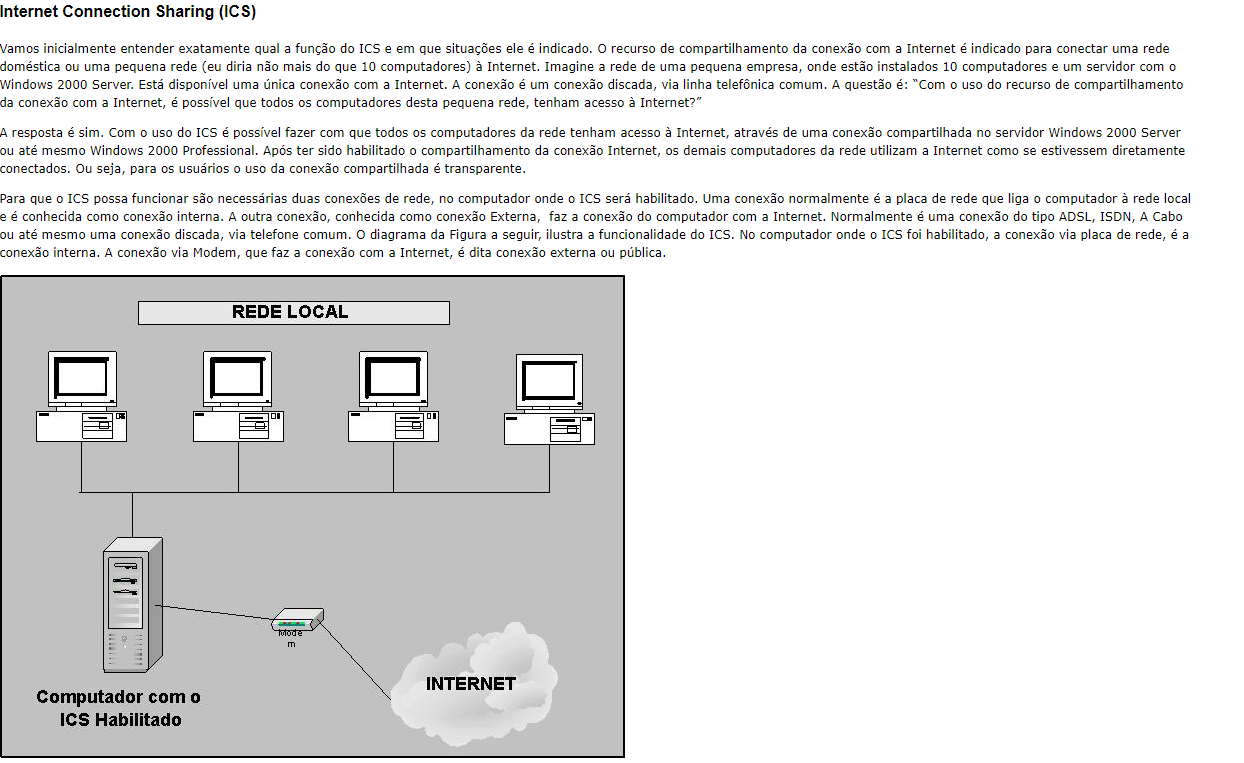 Internet Connection Sharing (ICS)
Vamos inicialmente entender exatamente qual a função do ICS e em que situações ele é indicado. O recurso de compartilhamento da conexão com a Internet é indicado para conectar uma rede
doméstica ou uma pequena rede (eu diria não mais do que 10 computadores) à Internet. Imagine a rede de uma pequena empresa, onde estão instalados 10 computadores e um servidor com o
Windows 2000 Server. Está disponível uma única conexão com a Internet. A conexão é um conexão discada, via linha telefônica comum. A questão é: “Com o uso do recurso de compartilhamento
da conexão com a Internet, é possível que todos os computadores desta pequena rede, tenham acesso à Internet?”
A resposta é sim. Com o uso do ICS é possível fazer com que todos os computadores da rede tenham acesso à Internet, através de uma conexão compartilhada no servidor Windows 2000 Server
ou até mesmo Windows 2000 Professional. Após ter sido habilitado o compartilhamento da conexão Internet, os demais computadores da rede utilizam a Internet como se estivessem diretamente
conectados. Ou seja, para os usuários o uso da conexão compartilhada é transparente.
Para que o ICS possa funcionar são necessárias duas conexões de rede, no computador onde o ICS será habilitado. Uma conexão normalmente é a placa de rede que liga o computador à rede local
e é conhecida como conexão interna. A outra conexão, conhecida como conexão Externa, faz a conexão do computador com a Internet. Normalmente é uma conexão do tipo ADSL, ISDN, A Cabo
ou até mesmo uma conexão discada, via telefone comum. O diagrama da Figura a seguir, ilustra a funcionalidade do ICS. No computador onde o ICS foi habilitado, a conexão via placa de rede, é a
conexão interna. A conexão via Modem, que faz a conexão com a Internet, é dita conexão externa ou pública.
REDE LOCAL
Mode
m
INTERNET
Computador com o
ICS Habilitado